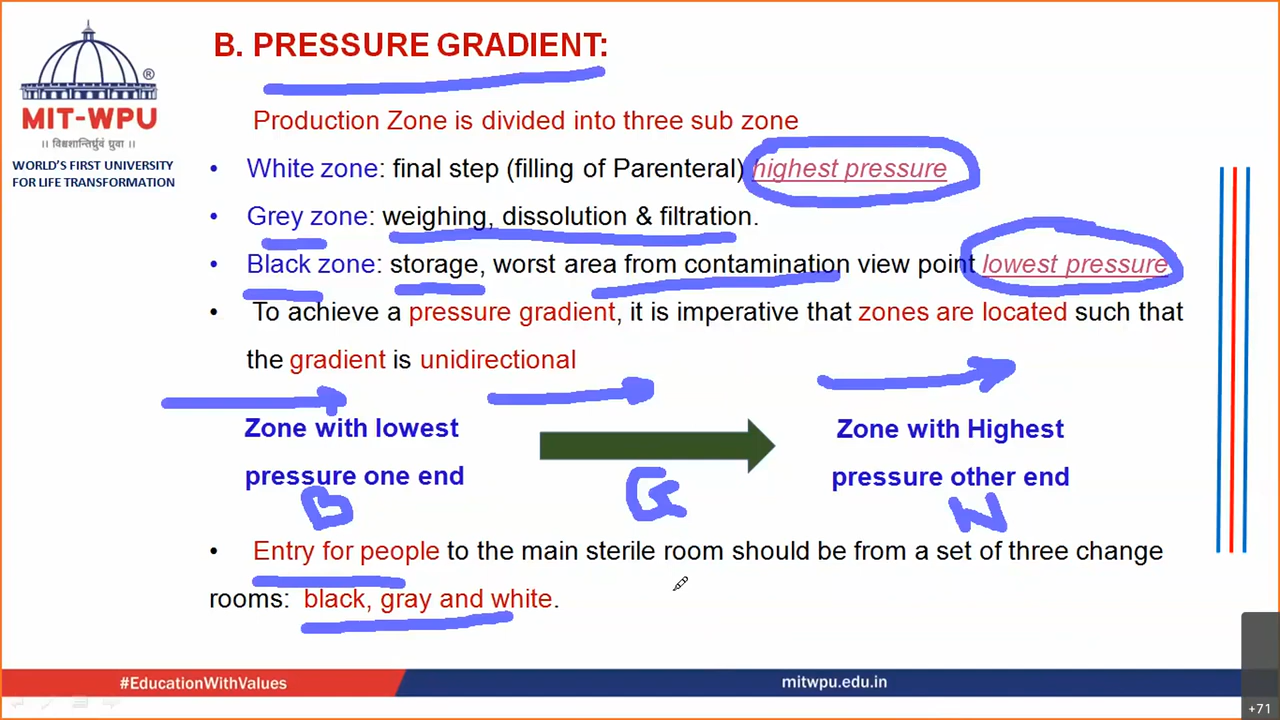 B. PRESSURE GRADIENT:
®
MIT-WPU
॥ विश्वशान्तिर्ध्रुवं ध्रुवा ॥
WORLD'S FIRST UNIVERSITY
FOR LIFE TRANSFORMATION
Production Zone is divided into three sub zone
• White zone: final step (filling of Parenteral) highest pressure
• Grey zone: weighing, dissolution & filtration.
• Black zone: storage, worst area from contamination view point lowest pressure
• To achieve a pressure gradient, it is imperative that zones are located such that
the gradient is unidirectional
Zone with lowest
pressure one end
Zone with Highest
pressure other end
B
G
• Entry for people to the main sterile room should be from a set of three change
rooms: black, gray and white.
#EducationWithValues
mitwpu.edu.in
+71